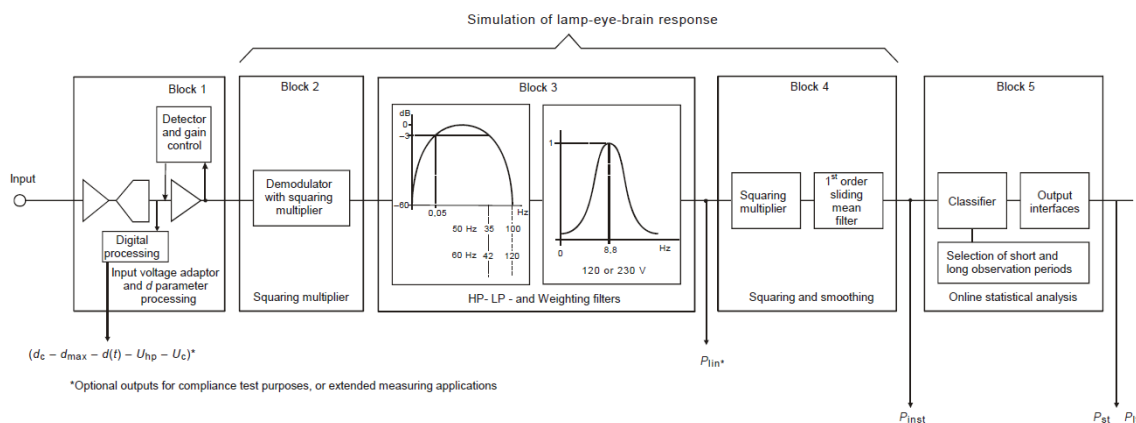 Simulation of lamp-eye-brain response
Block 1
Block 2
Block 3
Block 4
Block 5
Detector
and gain
control
Input
Digital
processing
Input voltage adaptor
and d parameter
processing
Demodulator
with squaring
multiplier
Squaring multiplier
dB
0
–3
–60
0,05
Hz
50 Hz
35
100
60 Hz
42
120
1
0
8,8
Hz
120 or 230 V
HP- LP - and Weighting filters
Squaring
multiplier
1st order
sliding
mean
filter
Squaring and smoothing
Classifier
Output
interfaces
Selection of short and
long observation periods
Online statistical analysis
(dc – dmax – d(t) – Uhp – Uc)*
*Optional outputs for compliance test purposes, or extended measuring applications
Plin*
Pinst
Pst